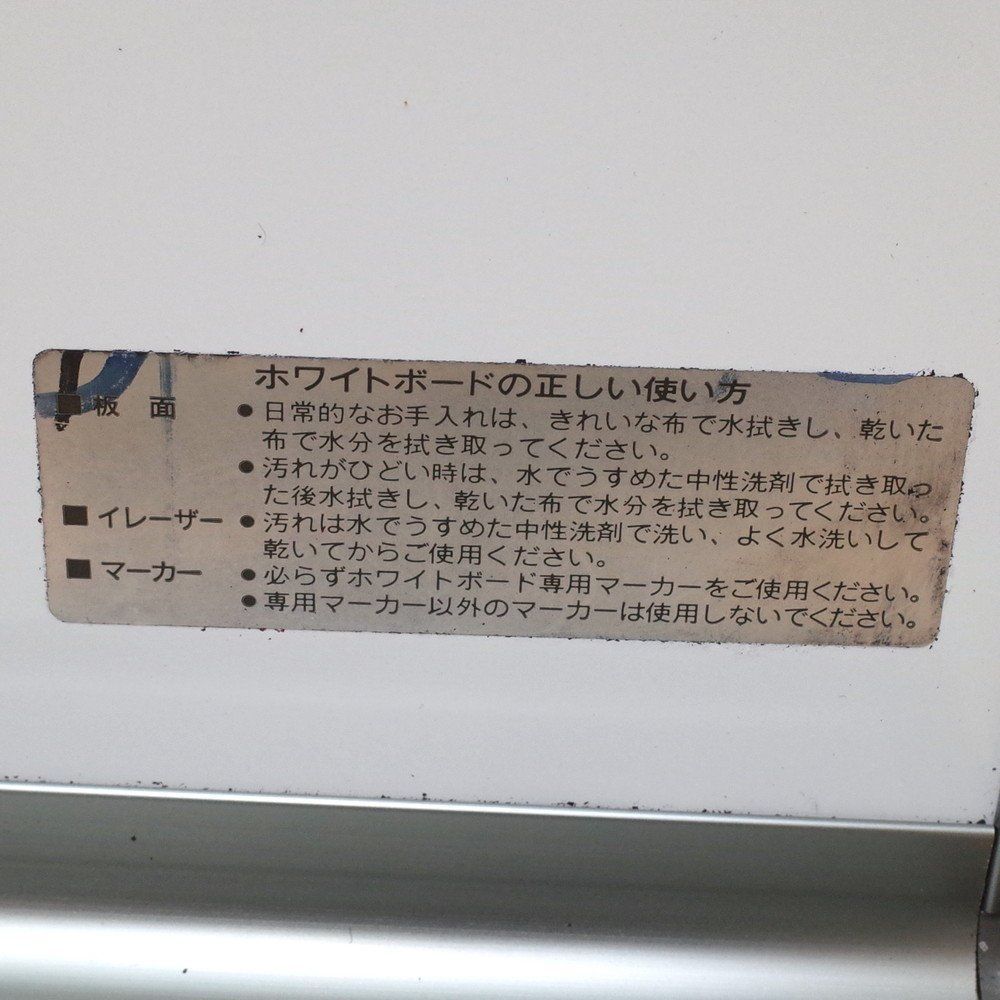 ホワイトボードの正しい使い方
■板 面 ●日常的なお手入れは、きれいな布で水拭きし、乾いた
布で水分を拭き取ってください。
●汚れがひどい時は、水でうすめた中性洗剤で拭き取っ
た後水拭きし、乾いた布で水分を拭き取ってください。
■イレーザー ●汚れは水でうすめた中性洗剤で洗い、よく水洗いして
乾いてからご使用ください。
■マーカー ●必らずホワイトボード専用マーカーをご使用ください。
●専用マーカー以外のマーカーは使用しないでください。